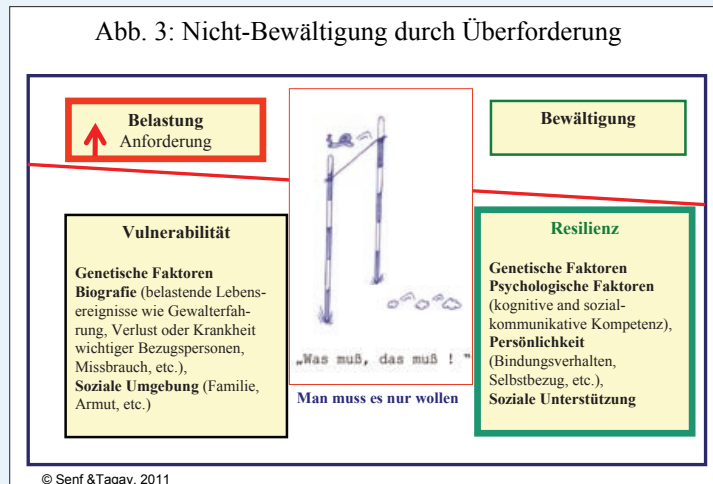 Abb. 3: Nicht-Bewältigung durch Überforderung
Belastung
Anforderung
Bewältigung
Vulnerabilität
Genetische Faktoren
Biografie (belastende Lebens-
ereignisse wie Gewalterfah-
rung, Verlust oder Krankheit
wichtiger Bezugspersonen,
Missbrauch, etc.),
Soziale Umgebung (Familie,
Armut, etc.)
„Was muß, das muß ! "
Man muss es nur wollen
Resilienz
Genetische Faktoren
Psychologische Faktoren
(kognitive and sozial-
kommunikative Kompetenz),
Persönlichkeit
(Bindungsverhalten,
Selbstbezug, etc.),
Soziale Unterstützung
© Senf &Tagay, 2011